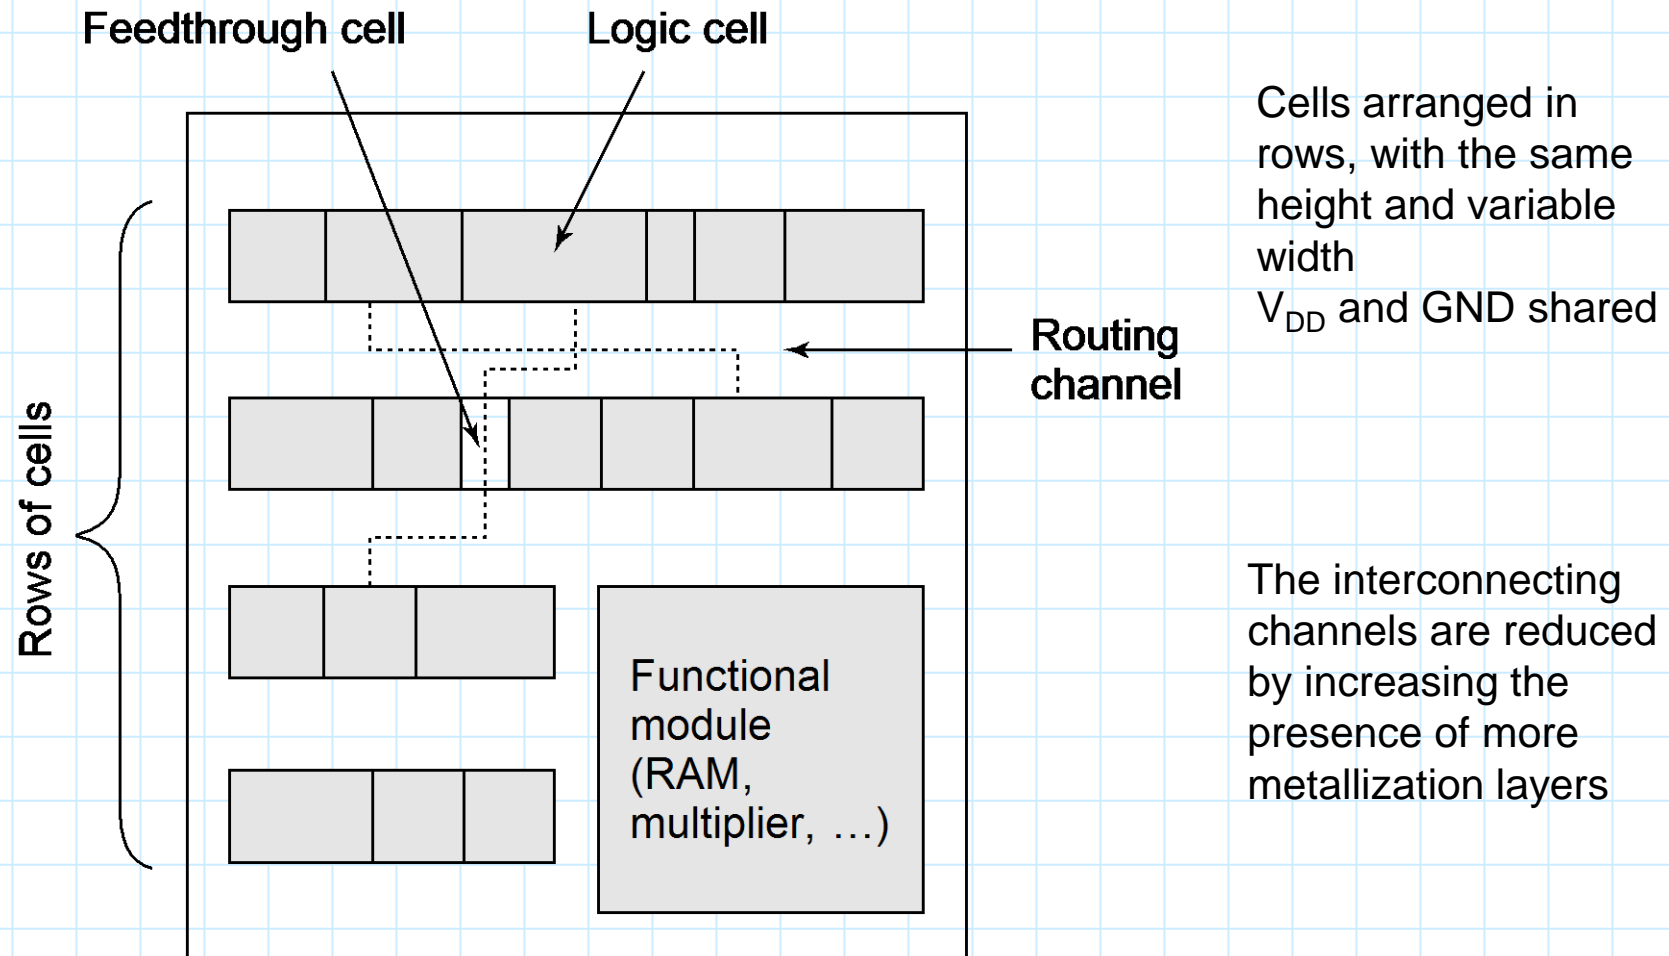 Feedthrough cell
Logic cell
Cells arranged in
rows, with the same
height and variable
width
V_DD and GND shared
Routing
channel
Rows of cells
The interconnecting
channels are reduced
by increasing the
presence of more
metallization layers
Functional
module
(RAM,
multiplier, …)